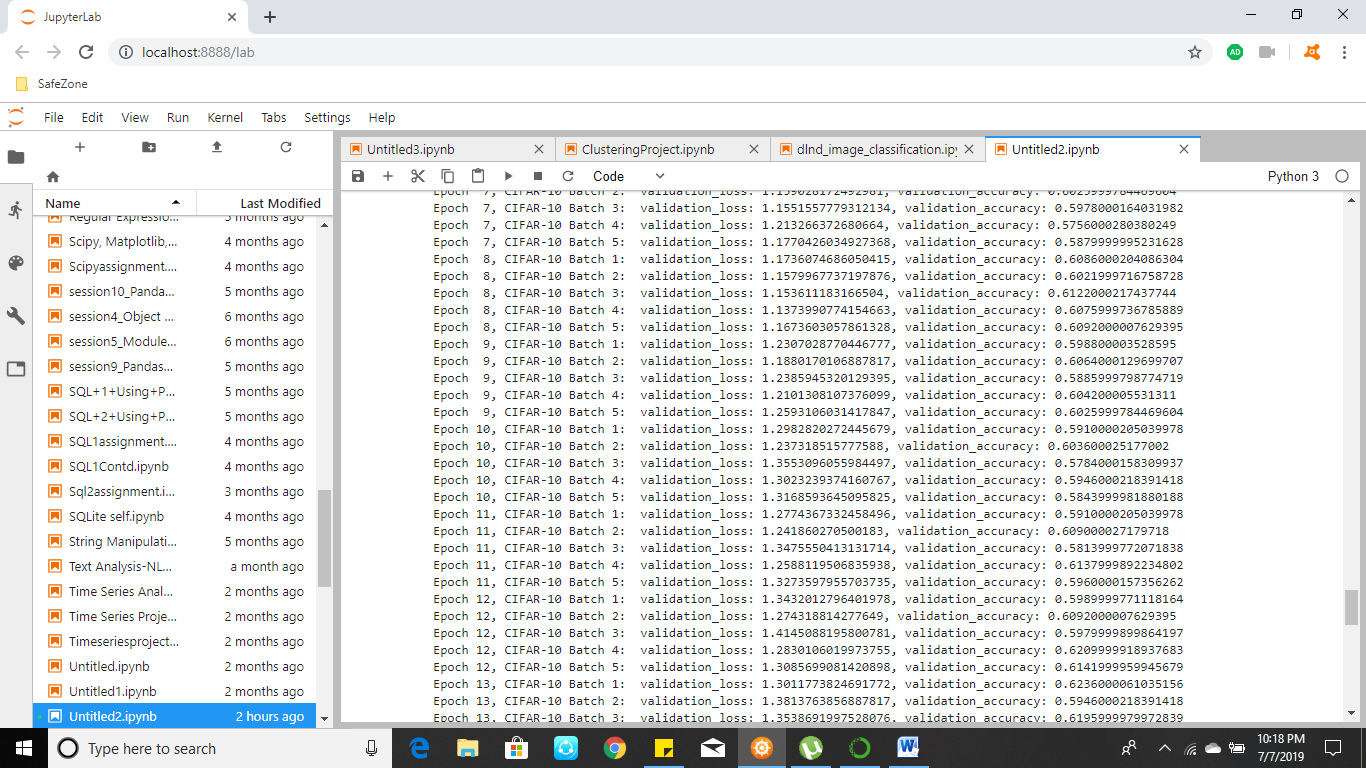 JupyterLab
localhost:8888/lab
AD
SafeZone
File Edit View Run Kernel Tabs Settings Help
Untitled3.ipynb
ClusteringProject.ipynb
dlnd_image_classification.ipy
Untitled2.ipynb
Code
Python 3
Name Last Modified
Regular Expressio... 5 months ago
Scipy, Matplotlib,... 4 months ago
Scipyassignment.... 4 months ago
session10_Panda... 5 months ago
session4_Object ... 6 months ago
session5_Module... 6 months ago
session9_Pandas... 5 months ago
SQL+1+Using+P... 5 months ago
SQL+2+Using+P... 5 months ago
SQL1assignment.... 4 months ago
SQL1Contd.ipynb 4 months ago
Sql2assignment.i... 3 months ago
SQLite self.ipynb 4 months ago
String Manipulati... 5 months ago
Text Analysis-NL... a month ago
Time Series Anal... 2 months ago
Time Series Proje... 2 months ago
Timeseriesproject... 2 months ago
Untitled.ipynb 2 months ago
Untitled1.ipynb 2 months ago
Untitled2.ipynb 2 hours ago
Epoch 7, CIFAR-10 Batch 2: validation_loss: 1.159028172492981, validation_accuracy: 0.6025999784469604
Epoch 7, CIFAR-10 Batch 3: validation_loss: 1.1551557779312134, validation_accuracy: 0.5978000164031982
Epoch 7, CIFAR-10 Batch 4: validation_loss: 1.213266372680664, validation_accuracy: 0.5756000280380249
Epoch 7, CIFAR-10 Batch 5: validation_loss: 1.1770426034927368, validation_accuracy: 0.5879999995231628
Epoch 8, CIFAR-10 Batch 1: validation_loss: 1.1736074686050415, validation_accuracy: 0.6086000204086304
Epoch 8, CIFAR-10 Batch 2: validation_loss: 1.1579967737197876, validation_accuracy: 0.6021999716758728
Epoch 8, CIFAR-10 Batch 3: validation_loss: 1.153611183166504, validation_accuracy: 0.6122000217437744
Epoch 8, CIFAR-10 Batch 4: validation_loss: 1.1373990774154663, validation_accuracy: 0.6075999736785889
Epoch 8, CIFAR-10 Batch 5: validation_loss: 1.1673603057861328, validation_accuracy: 0.6092000007629395
Epoch 9, CIFAR-10 Batch 1: validation_loss: 1.2307028770446777, validation_accuracy: 0.598800003528595
Epoch 9, CIFAR-10 Batch 2: validation_loss: 1.1880170106887817, validation_accuracy: 0.6064000129699707
Epoch 9, CIFAR-10 Batch 3: validation_loss: 1.2385945320129395, validation_accuracy: 0.5885999798774719
Epoch 9, CIFAR-10 Batch 4: validation_loss: 1.2101308107376099, validation_accuracy: 0.604200005531311
Epoch 9, CIFAR-10 Batch 5: validation_loss: 1.2593106031417847, validation_accuracy: 0.6025999784469604
Epoch 10, CIFAR-10 Batch 1: validation_loss: 1.2982820272445679, validation_accuracy: 0.5910000205039978
Epoch 10, CIFAR-10 Batch 2: validation_loss: 1.237318515777588, validation_accuracy: 0.603600025177002
Epoch 10, CIFAR-10 Batch 3: validation_loss: 1.3553096055984497, validation_accuracy: 0.5784000158309937
Epoch 10, CIFAR-10 Batch 4: validation_loss: 1.3023239374160767, validation_accuracy: 0.5946000218391418
Epoch 10, CIFAR-10 Batch 5: validation_loss: 1.3168593645095825, validation_accuracy: 0.5843999981880188
Epoch 11, CIFAR-10 Batch 1: validation_loss: 1.2774367332458496, validation_accuracy: 0.5910000205039978
Epoch 11, CIFAR-10 Batch 2: validation_loss: 1.241860270500183, validation_accuracy: 0.609000027179718
Epoch 11, CIFAR-10 Batch 3: validation_loss: 1.3475550413131714, validation_accuracy: 0.5813999772071838
Epoch 11, CIFAR-10 Batch 4: validation_loss: 1.2588119506835938, validation_accuracy: 0.6137999892234802
Epoch 11, CIFAR-10 Batch 5: validation_loss: 1.3273597955703735, validation_accuracy: 0.5960000157356262
Epoch 12, CIFAR-10 Batch 1: validation_loss: 1.3432012796401978, validation_accuracy: 0.5989999771118164
Epoch 12, CIFAR-10 Batch 2: validation_loss: 1.274318814277649, validation_accuracy: 0.6092000007629395
Epoch 12, CIFAR-10 Batch 3: validation_loss: 1.4145088195800781, validation_accuracy: 0.5979999899864197
Epoch 12, CIFAR-10 Batch 4: validation_loss: 1.2830106019973755, validation_accuracy: 0.6209999918937683
Epoch 12, CIFAR-10 Batch 5: validation_loss: 1.3085699081420898, validation_accuracy: 0.6141999959945679
Epoch 13, CIFAR-10 Batch 1: validation_loss: 1.3011773824691772, validation_accuracy: 0.6236000061035156
Epoch 13, CIFAR-10 Batch 2: validation_loss: 1.3813763856887817, validation_accuracy: 0.5946000218391418
Epoch 13, CIFAR-10 Batch 3: validation_loss: 1.3538691997528076, validation_accuracy: 0.6195999979972839
Type here to search
10:18 PM
7/7/2019